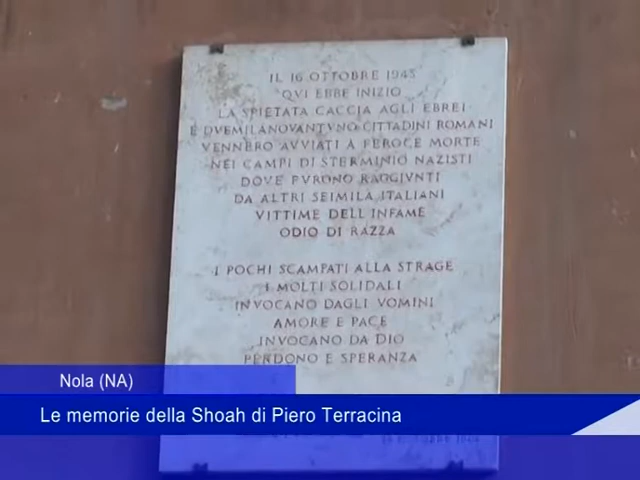 IL 16 OTTOBRE 1943
QVI EBBE INIZIO
LA SPIETATA CACCIA AGLI EBREI
E DVEMILANOVANTVNO CITTADINI ROMANI
VENNERO AVVIATI A FEROCE MORTE
NEI CAMPI DI STERMINIO NAZISTI
DOVE FVRONO RAGGIVNTI
DA ALTRI SEIMILA ITALIANI
VITTIME DELL INFAME
ODIO DI RAZZA
I POCHI SCAMPATI ALLA STRAGE
I MOLTI SOLIDALI
INVOCANO DAGLI VOMINI
AMORE E PACE
INVOCANO DA DIO
PERDONO E SPERANZA
Nola (NA)
Le memorie della Shoah di Piero Terracina